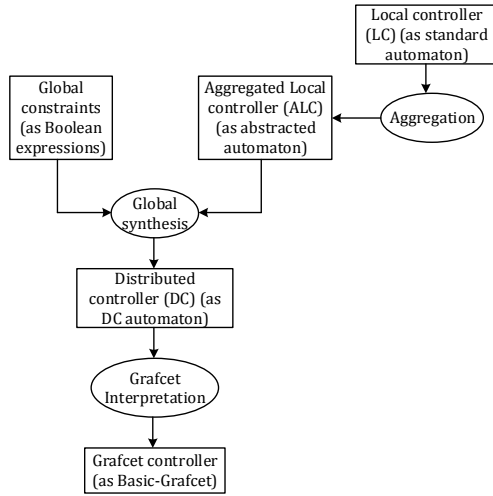 Local controller
(LC) (as standard
automaton)
Global
constraints
(as Boolean
expressions)
Aggregated Local
controller (ALC)
(as abstracted
automaton)
Aggregation
Global
synthesis
Distributed
controller (DC) (as
DC automaton)
Grafcet
Interpretation
Grafcet controller
(as Basic-Grafcet)